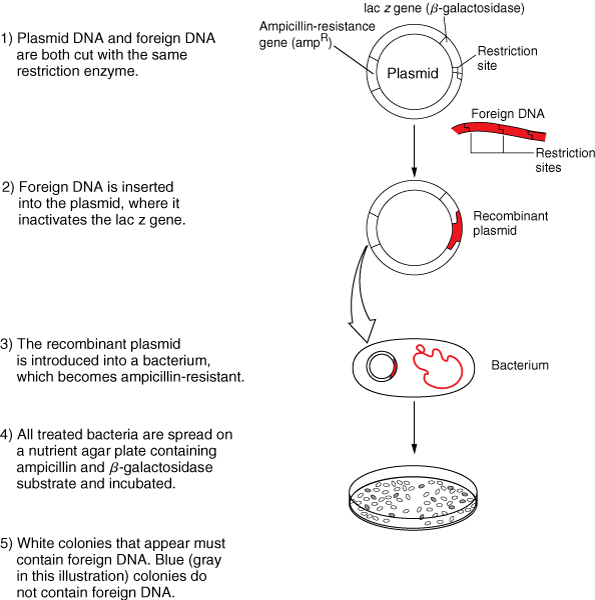 lac z gene (β-galactosidase)
Ampicillin-resistance
gene (ampR)
1) Plasmid DNA and foreign DNA
are both cut with the same
restriction enzyme.
Plasmid
Restriction
site
Foreign DNA
Restriction
sites
2) Foreign DNA is inserted
into the plasmid, where it
inactivates the lac z gene.
Recombinant
plasmid
3) The recombinant plasmid
is introduced into a bacterium,
which becomes ampicillin-resistant.
Bacterium
4) All treated bacteria are spread on
a nutrient agar plate containing
ampicillin and β-galactosidase
substrate and incubated.
5) White colonies that appear must
contain foreign DNA. Blue (gray
in this illustration) colonies do
not contain foreign DNA.